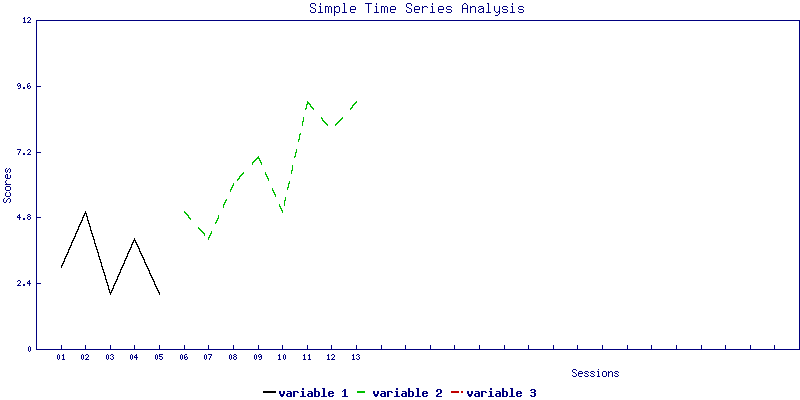 Simple Time Series Analysis
12
9.6
7.2
4.8
2.4
0
Scores
01 02 03 04 05 06 07 08 09 10 11 12 13
Sessions
variable 1 variable 2 variable 3